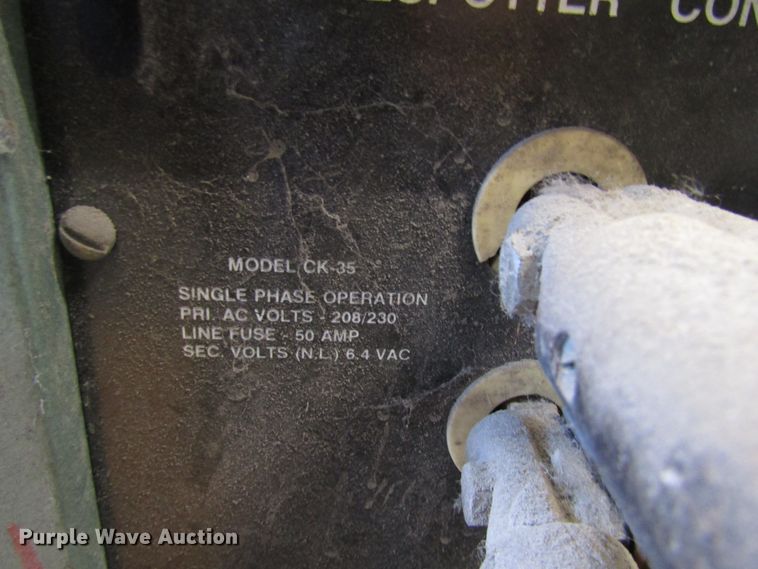 CON
MODEL CK-35
SINGLE PHASE OPERATION
PRI. AC VOLTS - 208/230
LINE FUSE - 50 AMP
SEC. VOLTS (N.L.) 6.4 VAC
Purple Wave Auction